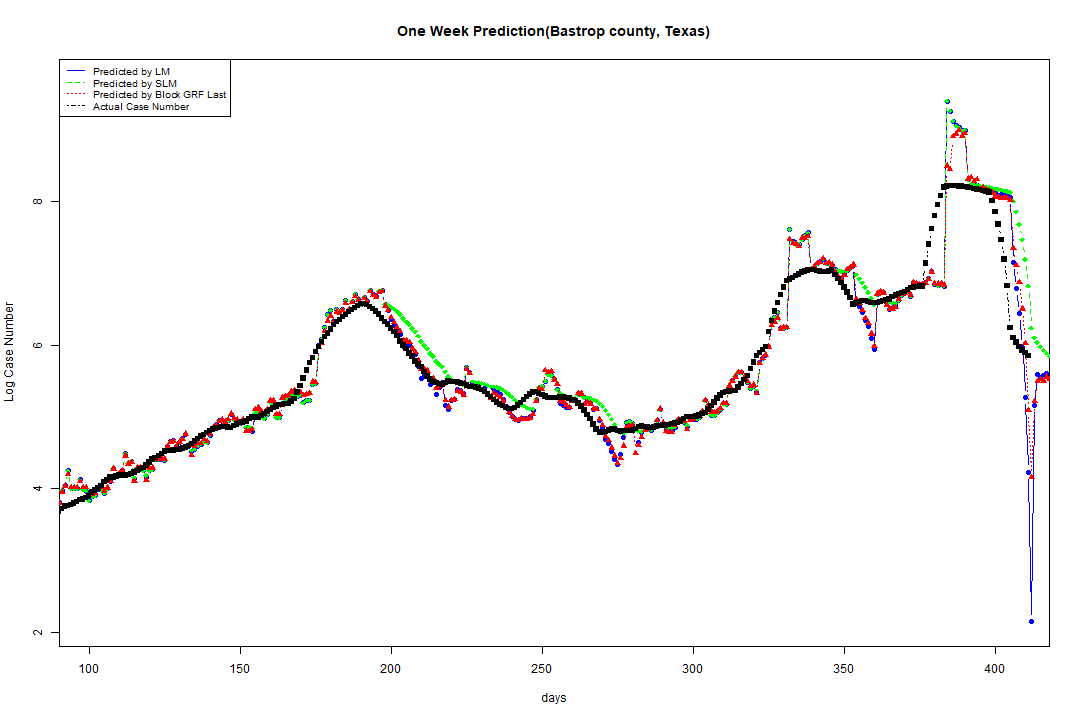 One Week Prediction(Bastrop county, Texas)
Predicted by LM
Predicted by SLM
Predicted by Block GRF Last
Actual Case Number
Log Case Number
8
6
4
2
100 150 200 250 300 350 400
days